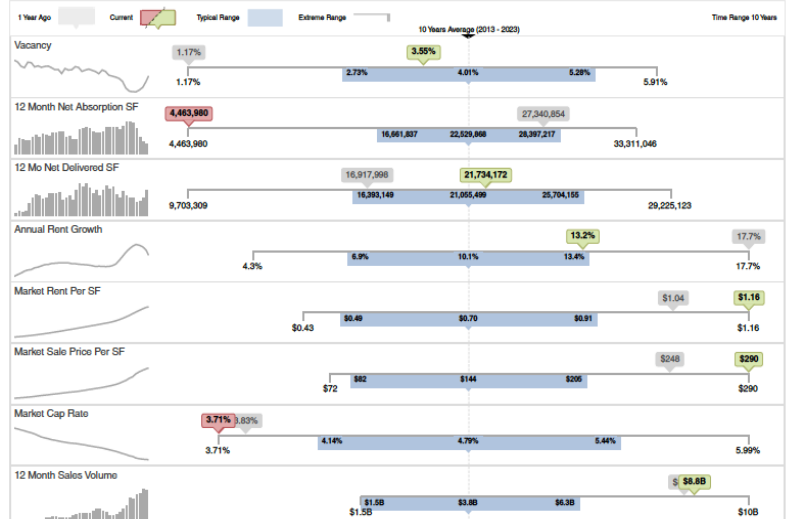 1 Year Ago Current Typical Range Extreme Range Time Range 10 Years
10 Years Average (2013 - 2023)
Vacancy
1.17% 3.55%
2.73% 4.01% 5.28%
1.17% 5.91%
12 Month Net Absorption SF
4,463,980 27,340,854
16,661,837 22,529,868 28,397,217
4,463,980 33,311,046
12 Mo Net Delivered SF
16,917,998 21,734,172
16,393,149 21,055,499 25,704,155
9,703,309 29,225,123
Annual Rent Growth
13.2% 17.7%
6.9% 10.1% 13.4%
4.3% 17.7%
Market Rent Per SF
$1.04 $1.16
$0.49 $0.70 $0.91
$0.43 $1.16
Market Sale Price Per SF
$248 $290
$82 $144 $205
$72 $290
Market Cap Rate
3.71% .83%
4.14% 4.79% 5.44%
3.71% 5.99%
12 Month Sales Volume
$ $8.8B
$1.5B $3.8B $6.3B
$1.5B $10B